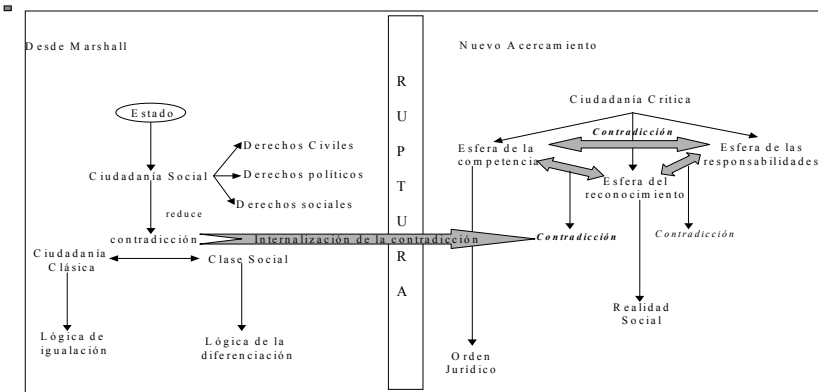 Desde Marshall
Estado
Derechos Civiles
Ciudadanía Social
Derechos políticos
Derechos sociales
reduce
contradicción
Ciudadanía
Clásica
Clase Social
Lógica de
igualación
Lógica de la
diferenciación
Internalización de la contradicción
RUPTURA
Nuevo Acercamiento
Ciudadanía Critica
Contradicción
Esfera de la
competencia
Esfera de las
responsabilidades
Esfera del
reconocimiento
Contradicción
Contradicción
Realidad
Social
Orden
Jurídico